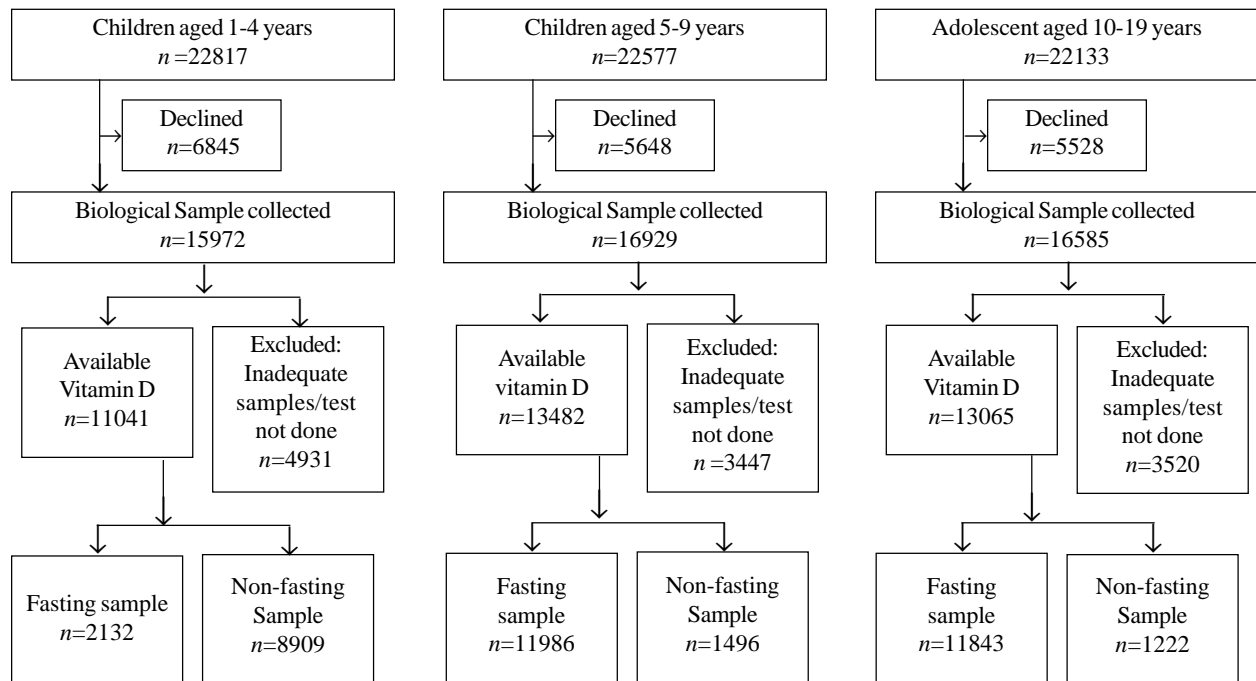 Children aged 1-4 years
n =22817
Declined
n=6845
Biological Sample collected
n=15972
Available
Vitamin D
n=11041
Excluded:
Inadequate
samples/test
not done
n=4931
Fasting sample
n=2132
Non-fasting
Sample
n=8909
Children aged 5-9 years
n=22577
Declined
n=5648
Biological Sample collected
n=16929
Available
vitamin D
n=13482
Excluded:
Inadequate
samples/test
not done
n =3447
Fasting
sample
n=11986
Non-fasting
Sample
n=1496
Adolescent aged 10-19 years
n=22133
Declined
n=5528
Biological Sample collected
n=16585
Available
Vitamin D
n=13065
Excluded:
Inadequate
samples/test
not done
n=3520
Fasting
sample
n=11843
Non-fasting
Sample
n=1222